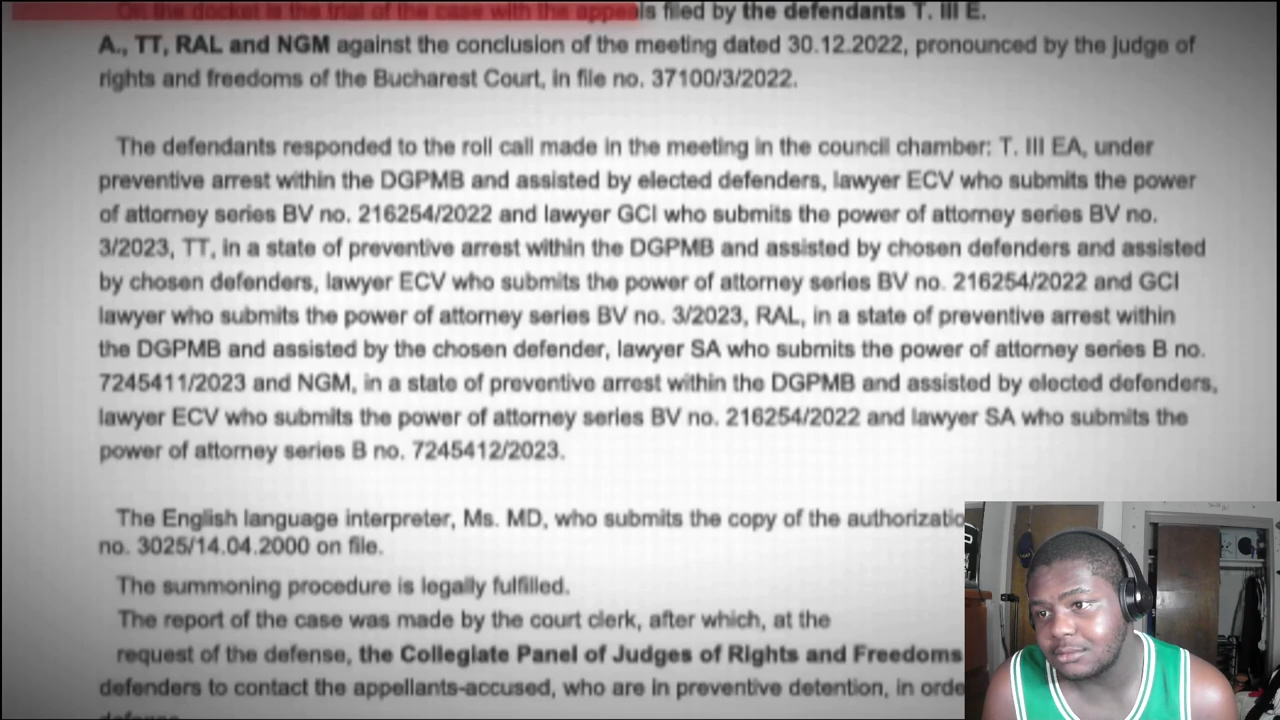 On the docket is the trial of the case with the appeals filed by the defendants T. III E.
A., TT, RAL and NGM against the conclusion of the meeting dated 30.12.2022, pronounced by the judge of
rights and freedoms of the Bucharest Court, in file no. 37100/3/2022.
The defendants responded to the roll call made in the meeting in the council chamber: T. III EA, under
preventive arrest within the DGPMB and assisted by elected defenders, lawyer ECV who submits the power
of attorney series BV no. 216254/2022 and lawyer GCI who submits the power of attorney series BV no.
3/2023, TT, in a state of preventive arrest within the DGPMB and assisted by chosen defenders and assisted
by chosen defenders, lawyer ECV who submits the power of attorney series BV no. 216254/2022 and GCI
lawyer who submits the power of attorney series BV no. 3/2023, RAL, in a state of preventive arrest within
the DGPMB and assisted by the chosen defender, lawyer SA who submits the power of attorney series B no.
7245411/2023 and NGM, in a state of preventive arrest within the DGPMB and assisted by elected defenders,
lawyer ECV who submits the power of attorney series BV no. 216254/2022 and lawyer SA who submits the
power of attorney series B no. 7245412/2023.
The English language interpreter, Ms. MD, who submits the copy of the authorizatio
no. 3025/14.04.2000 on file.
The summoning procedure is legally fulfilled.
The report of the case was made by the court clerk, after which, at the
request of the defense, the Collegiate Panel of Judges of Rights and Freedoms
defenders to contact the appellants-accused, who are in preventive detention, in orde